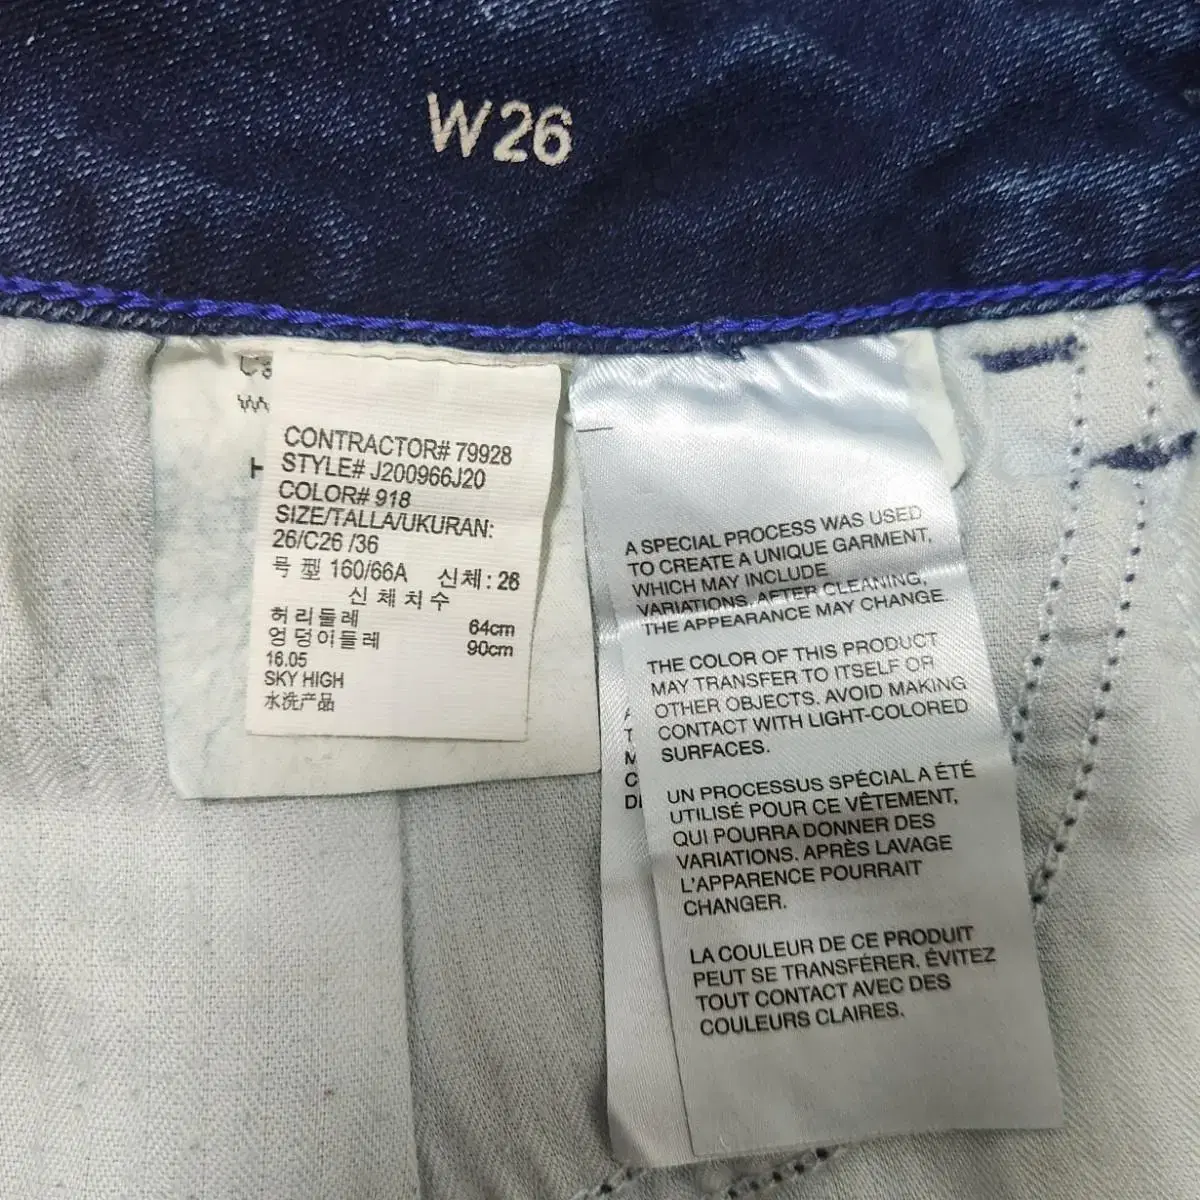 W26
CONTRACTOR# 79928
STYLE# J200966J20
COLOR# 918
SIZE/TALLA/UKURAN:
26/C26 /36
号 型 160/66A 신체: 26
신 체 치 수
허리둘레 64cm
엉덩이들레 90cm
16.05
SKY HIGH
水洗产品
A SPECIAL PROCESS WAS USED
TO CREATE A UNIQUE GARMENT,
WHICH MAY INCLUDE
VARIATIONS. AFTER CLEANING,
THE APPEARANCE MAY CHANGE.
THE COLOR OF THIS PRODUCT
MAY TRANSFER TO ITSELF OR
OTHER OBJECTS. AVOID MAKING
CONTACT WITH LIGHT-COLORED
SURFACES.
UN PROCESSUS SPÉCIAL A ÉTÉ
UTILISÉ POUR CE VÊTEMENT,
QUI POURRA DONNER DES
VARIATIONS. APRÈS LAVAGE
L'APPARENCE POURRAIT
CHANGER.
LA COULEUR DE CE PRODUIT
PEUT SE TRANSFÉRER. ÉVITEZ
TOUT CONTACT AVEC DES
COULEURS CLAIRES.